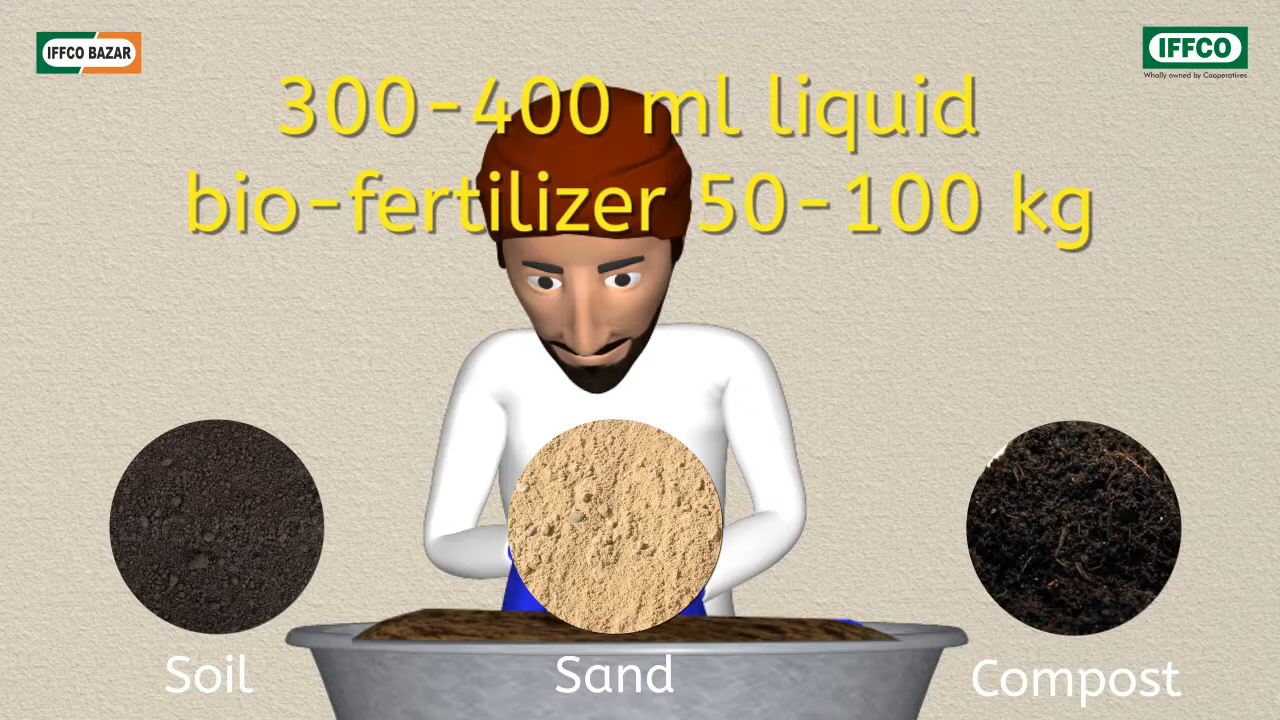 IFFCO BAZAR
IFFCO
Wholly owned by Cooperatives
300-400 ml liquid
bio-fertilizer 50-100 kg
Soil
Sand
Compost